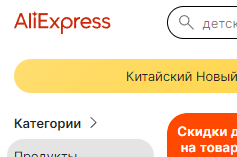 AliExpress
детск
Китайский Новый
Категории
Скидки д
на товар
Продукты